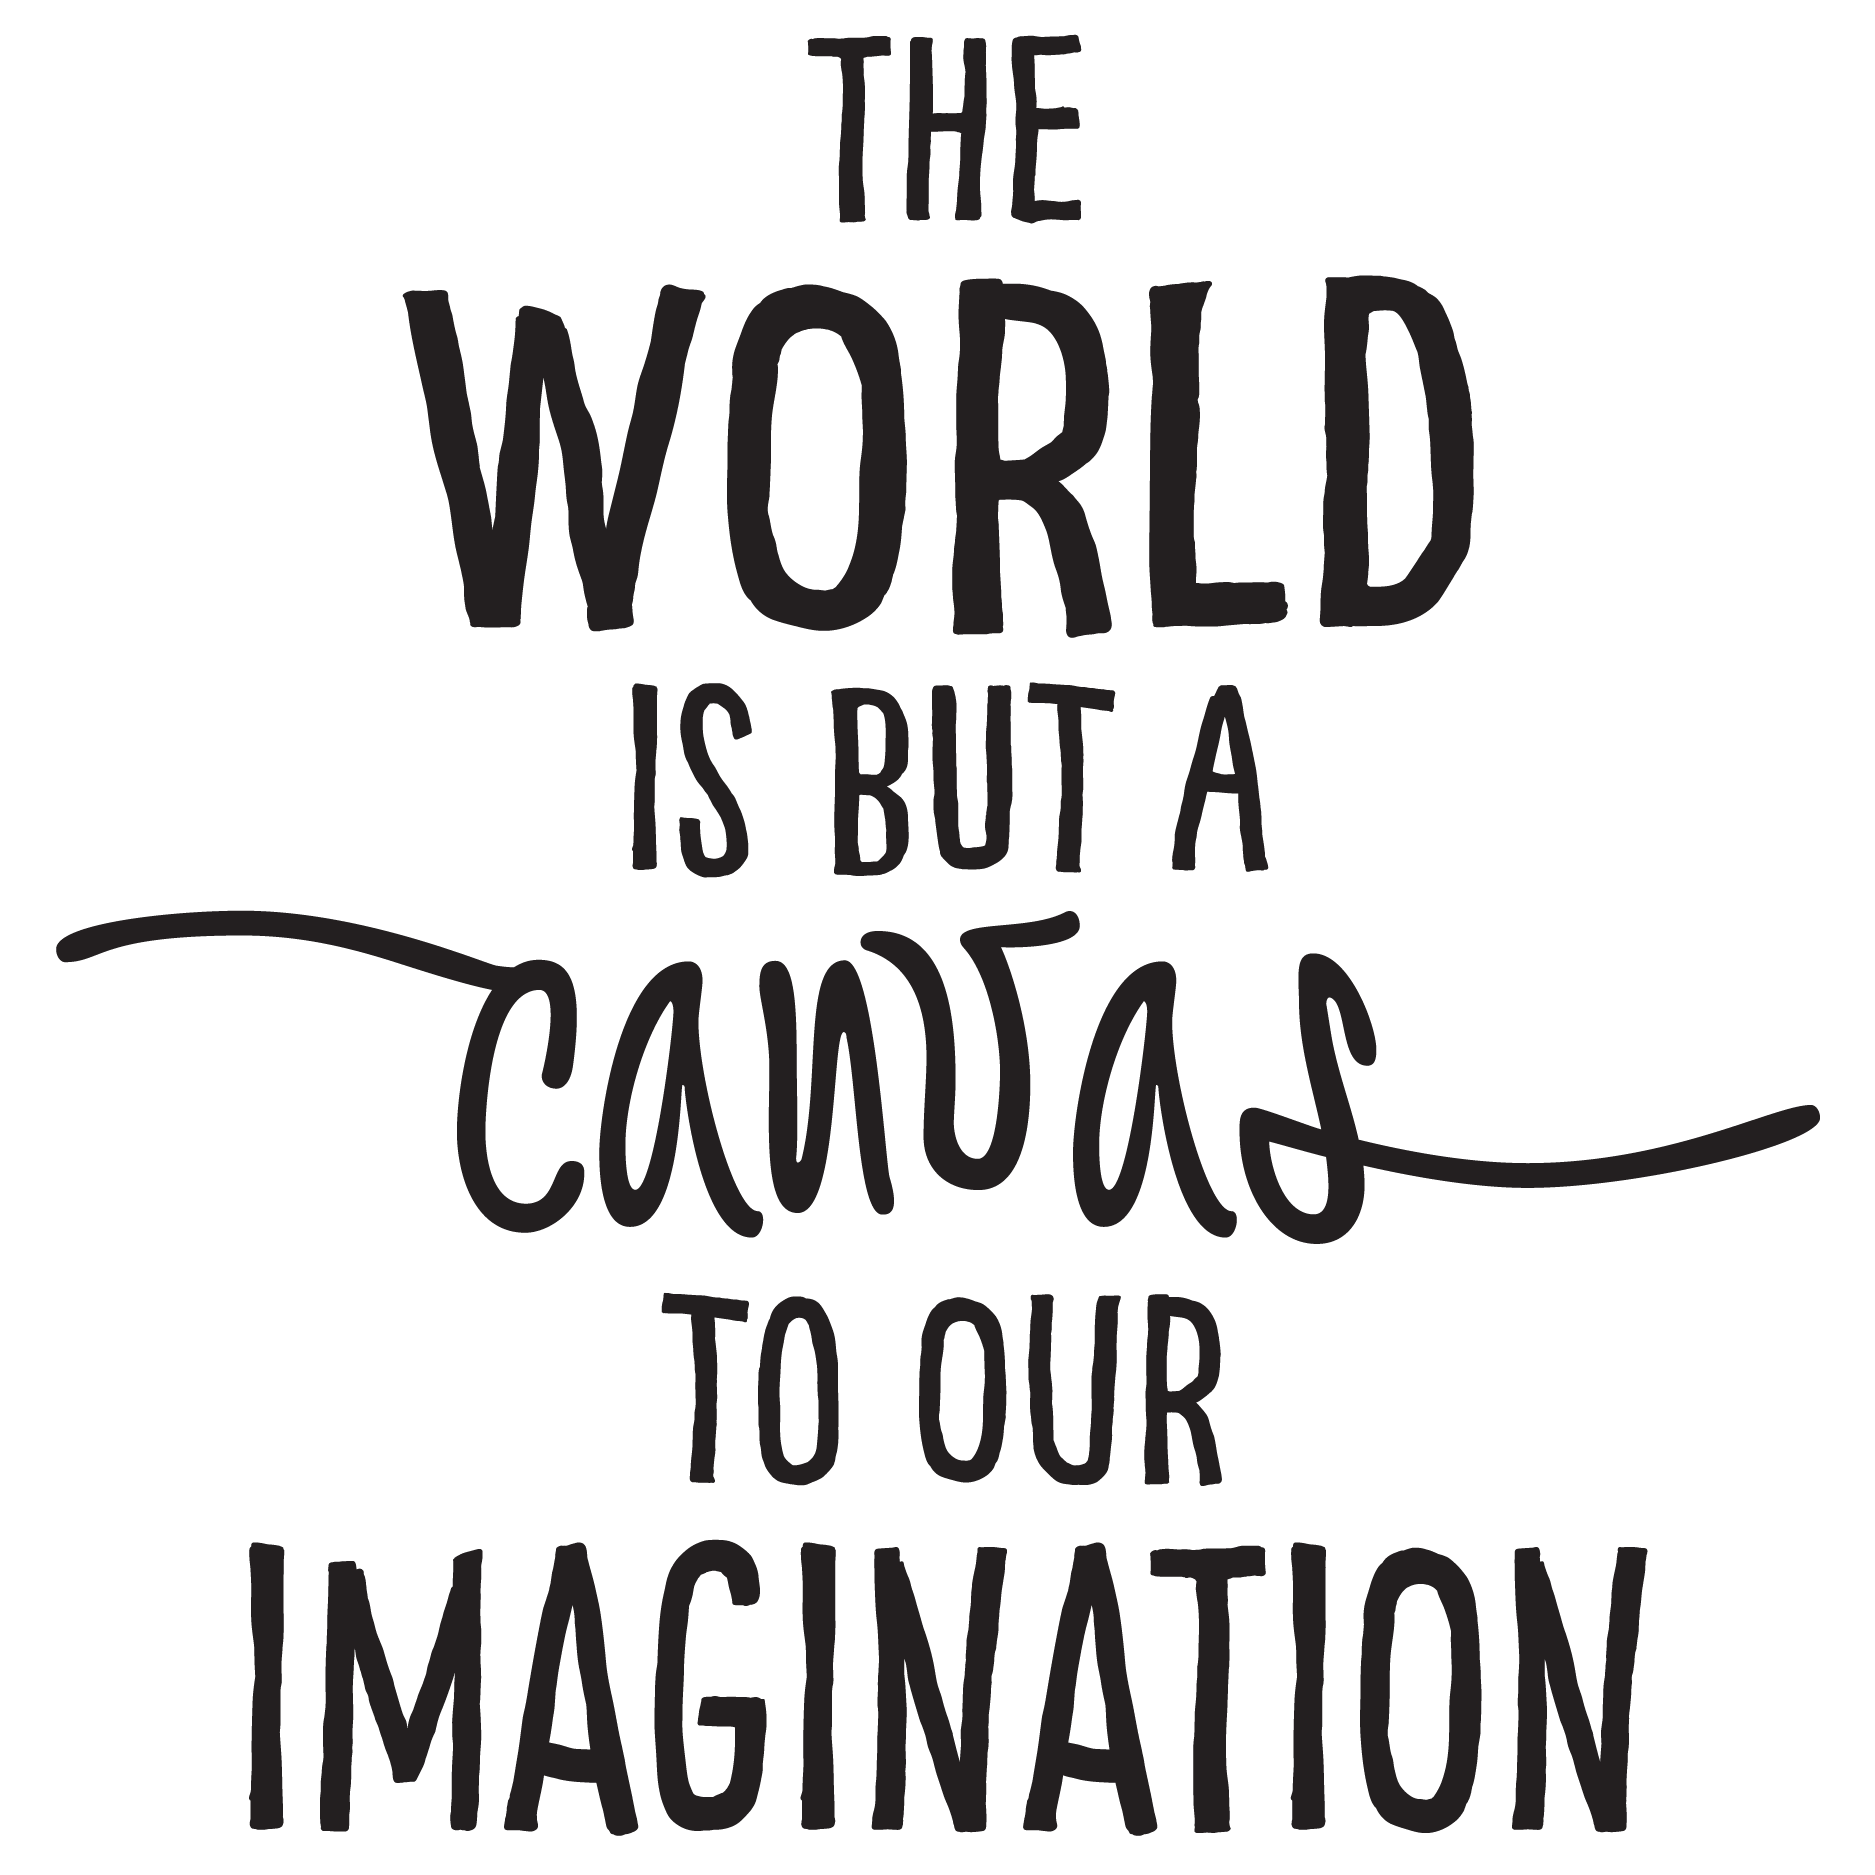 THE
WORLD
IS BUT A
canvas
TO OUR
IMAGINATION